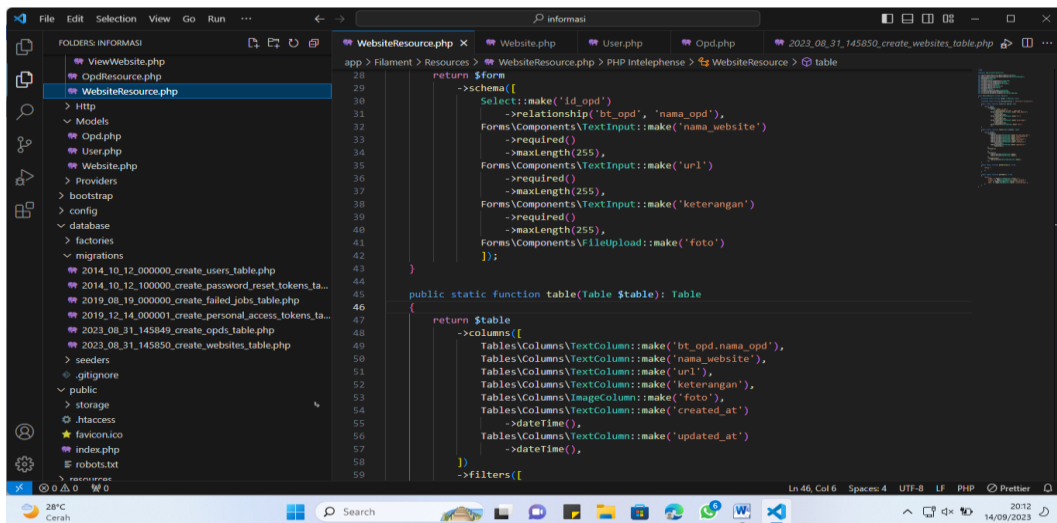 File Edit Selection View Go Run ···
informasi
FOLDERS: INFORMASI
WebsiteResource.php
Website.php
User.php
Opd.php
2023_08_31_145850_create_websites_table.php
app > Filament > Resources > WebsiteResource.php > PHP Intelephense > WebsiteResource > table
ViewWebsite.php
OpdResource.php
WebsiteResource.php
Http
Models
Opd.php
User.php
Website.php
Providers
bootstrap
config
database
factories
migrations
2014_10_12_000000_create_users_table.php
2014_10_12_100000_create_password_reset_tokens_ta...
2019_08_19_000000_create_failed_jobs_table.php
2019_12_14_000001_create_personal_access_tokens_ta...
2023_08_31_145849_create_opds_table.php
2023_08_31_145850_create_websites_table.php
seeders
.gitignore
public
storage
.htaccess
favicon.ico
index.php
robots.txt
resources
28 return $form
29 ->schema([
30 Select::make('id_opd')
31 ->relationship('bt_opd', 'nama_opd'),
32 Forms\Components\TextInput::make('nama_website')
33 ->required()
34 ->maxLength(255),
35 Forms\Components\TextInput::make('url')
36 ->required()
37 ->maxLength(255),
38 Forms\Components\TextInput::make('keterangan')
39 ->required()
40 ->maxLength(255),
41 Forms\Components\FileUpload::make('foto')
42 ]);
43 }
44
45 public static function table(Table $table): Table
46 {
47 return $table
48 ->columns([
49 Tables\Columns\TextColumn::make('bt_opd.nama_opd'),
50 Tables\Columns\TextColumn::make('nama_website'),
51 Tables\Columns\TextColumn::make('url'),
52 Tables\Columns\TextColumn::make('keterangan'),
53 Tables\Columns\ImageColumn::make('foto'),
54 Tables\Columns\TextColumn::make('created_at')
55 ->dateTime(),
56 Tables\Columns\TextColumn::make('updated_at')
57 ->dateTime(),
58 ])
59 ->filters([
0 0 0 Ln 46, Col 6 Spaces: 4 UTF-8 LF PHP Prettier
28°C
Cerah
Search
20:12
14/09/2023